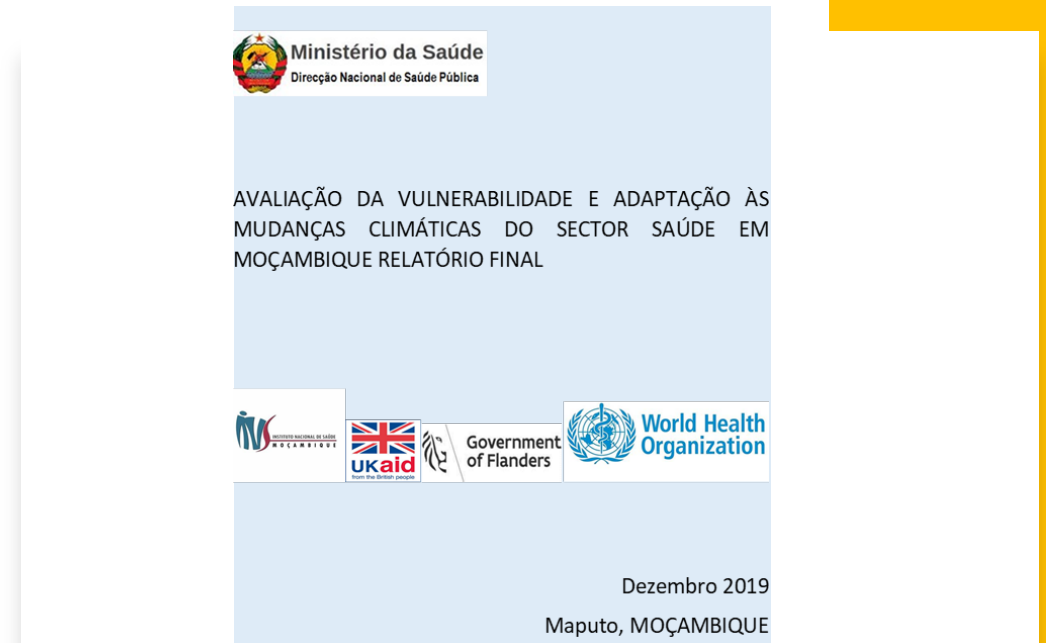 Ministério da Saúde
Direcção Nacional de Saúde Pública
AVALIAÇÃO DA VULNERABILIDADE E ADAPTAÇÃO ÀS
MUDANÇAS CLIMÁTICAS DO SECTOR SAÚDE EM
MOÇAMBIQUE RELATÓRIO FINAL
INS
INSTITUTO NACIONAL DE SAÚDE
MOÇAMBIQUE
UKaid
from the British people
Government
of Flanders
World Health
Organization
Dezembro 2019
Maputo, MOÇAMBIQUE